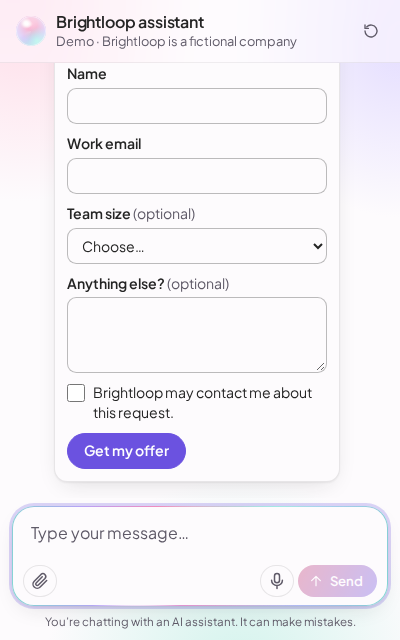 Brightloop assistant
Demo · Brightloop is a fictional company
Name
Work email
Team size (optional)
Choose...
Anything else? (optional)
Brightloop may contact me about
this request.
Get my offer
Type your message...
Send
You're chatting with an AI assistant. It can make mistakes.